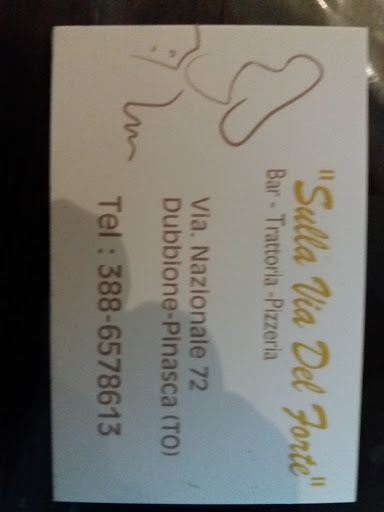 "Sulla Via Del Forte"
Bar - Trattoria -Pizzeria
Via. Nazionale 72
Dubbione-Pinasca (TO)
Tel : 388-6578613